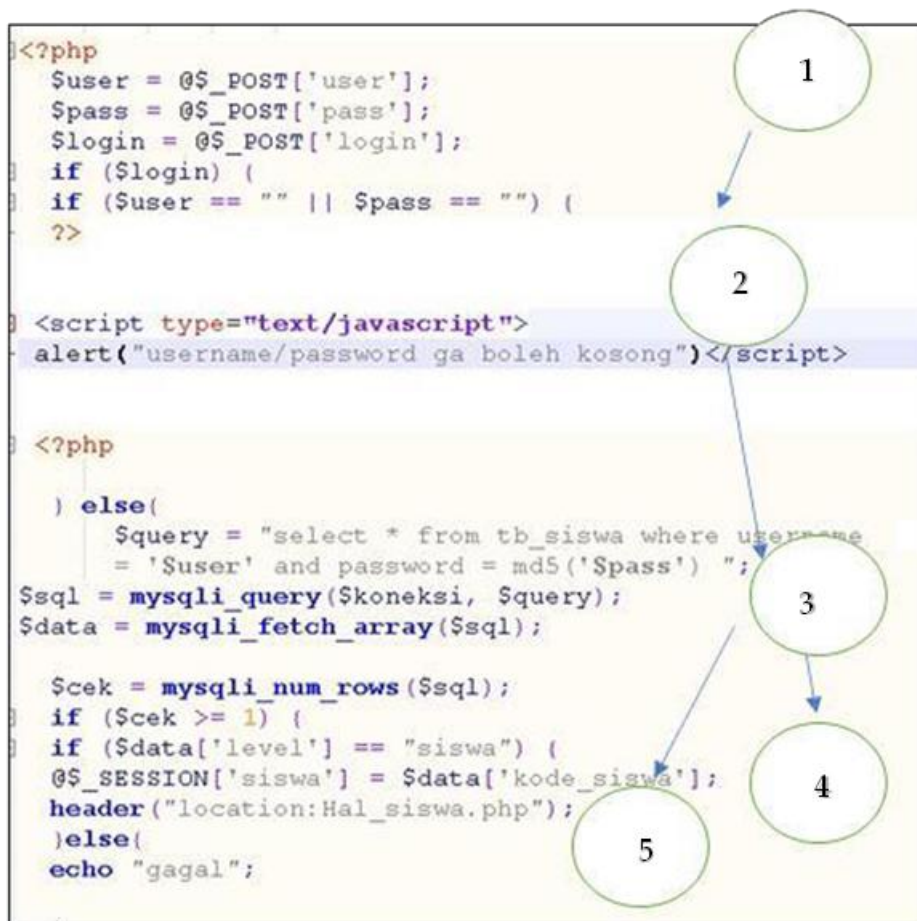 <?php
$user = @$_POST['user'];
$pass = @$_POST['pass'];
$login = @$_POST['login'];
if ($login) {
if ($user == "" || $pass == "") {
?>
<script type="text/javascript">
alert("username/password ga boleh kosong")</script>
<?php
} else{
$query = "select * from tb_siswa where username
= '$user' and password = md5('$pass') ";
$sql = mysqli_query($koneksi, $query);
$data = mysqli_fetch_array($sql);
$cek = mysqli_num_rows($sql);
if ($cek >= 1) {
if ($data['level'] == "siswa") {
@$_SESSION['siswa'] = $data['kode_siswa'];
header("location:Hal_siswa.php");
}else{
echo "gagal";
1
2
3
4
5